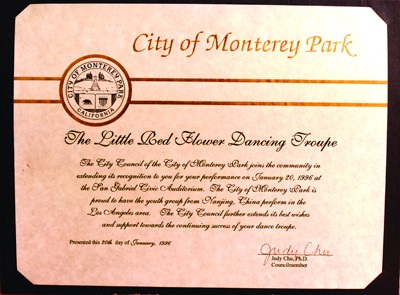 City of Monterey Park
CITY OF MONTEREY PARK
CALIFORNIA
The Little Red Flower Dancing Troupe
The City Council of the City of Monterey Park joins the community in
extending its recognition to you for your performance on January 20, 1996 at
the San Gabriel Civic Auditorium. The City of Monterey Park is
proud to have the youth group from Nanjing, China perform in the
Los Angeles area. The City Council further extends its best wishes
and support towards the continuing success of your dance troupe.
Presented this 20th day of January, 1996
Judy Chu
Judy Chu, Ph.D.
Councilmember